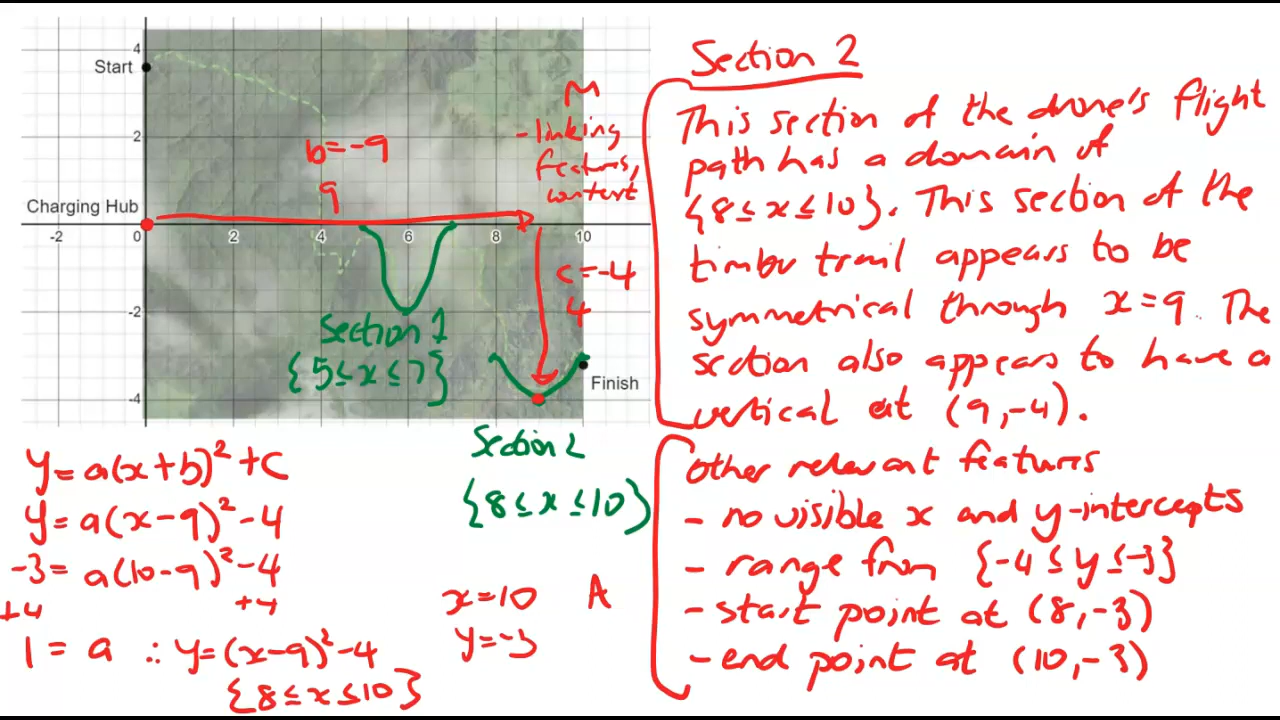 4
Start
2
Charging Hub
-2
0
2
4
6
8
10
-2
-4
Finish
b=-9
9
M
-linking
features,
context
c=-4
4
Section 1
{5≤x≤7}
Section 2
{8≤x≤10}
y=a(x+b)²+c
y=a(x-9)²-4
-3=a(10-9)²-4
+4 +4
1=a ∴ y=(x-9)²-4
{8≤x≤10}
x=10 A
y=-3
Section 2
This section of the drone's flight
path has a domain of
{8≤x≤10}. This section of the
timber trail appears to be
symmetrical through x=9. The
section also appears to have a
vertical at (9,-4).
other relevant features
- no visible x and y-intercepts
- range from {-4≤y≤-3}
- start point at (8,-3)
- end point at (10,-3)